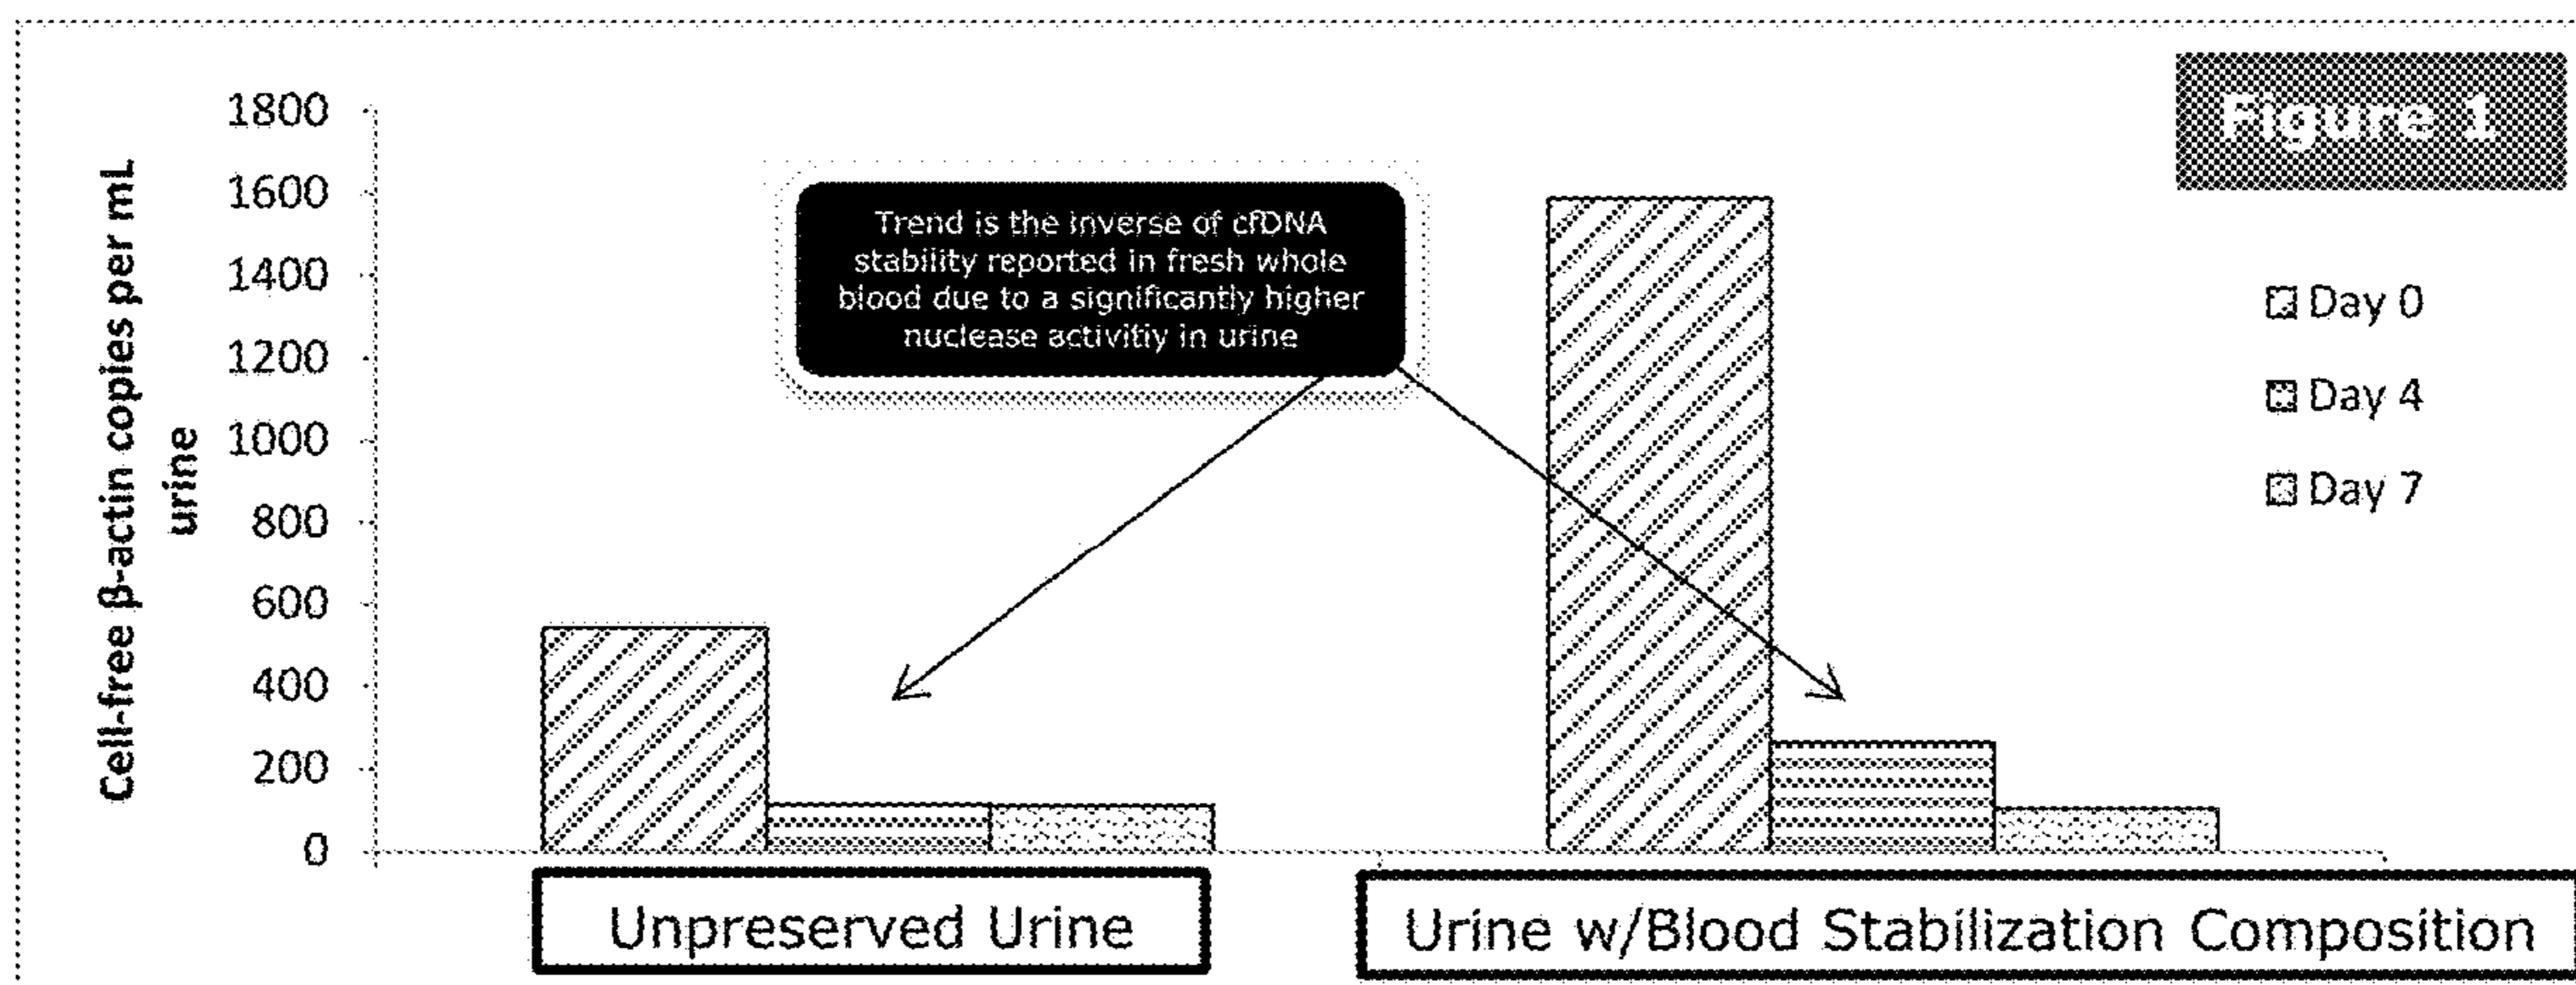 Figure 1
1800
1600
1400
1200
1000
800
600
400
200
0
Cell-free β-actin copies per mL
urine
Trend is the inverse of cfDNA
stability reported in fresh whole
blood due to a significantly higher
nuclease activitiy in urine
Day 0
Day 4
Day 7
Unpreserved Urine
Urine w/Blood Stabilization Composition